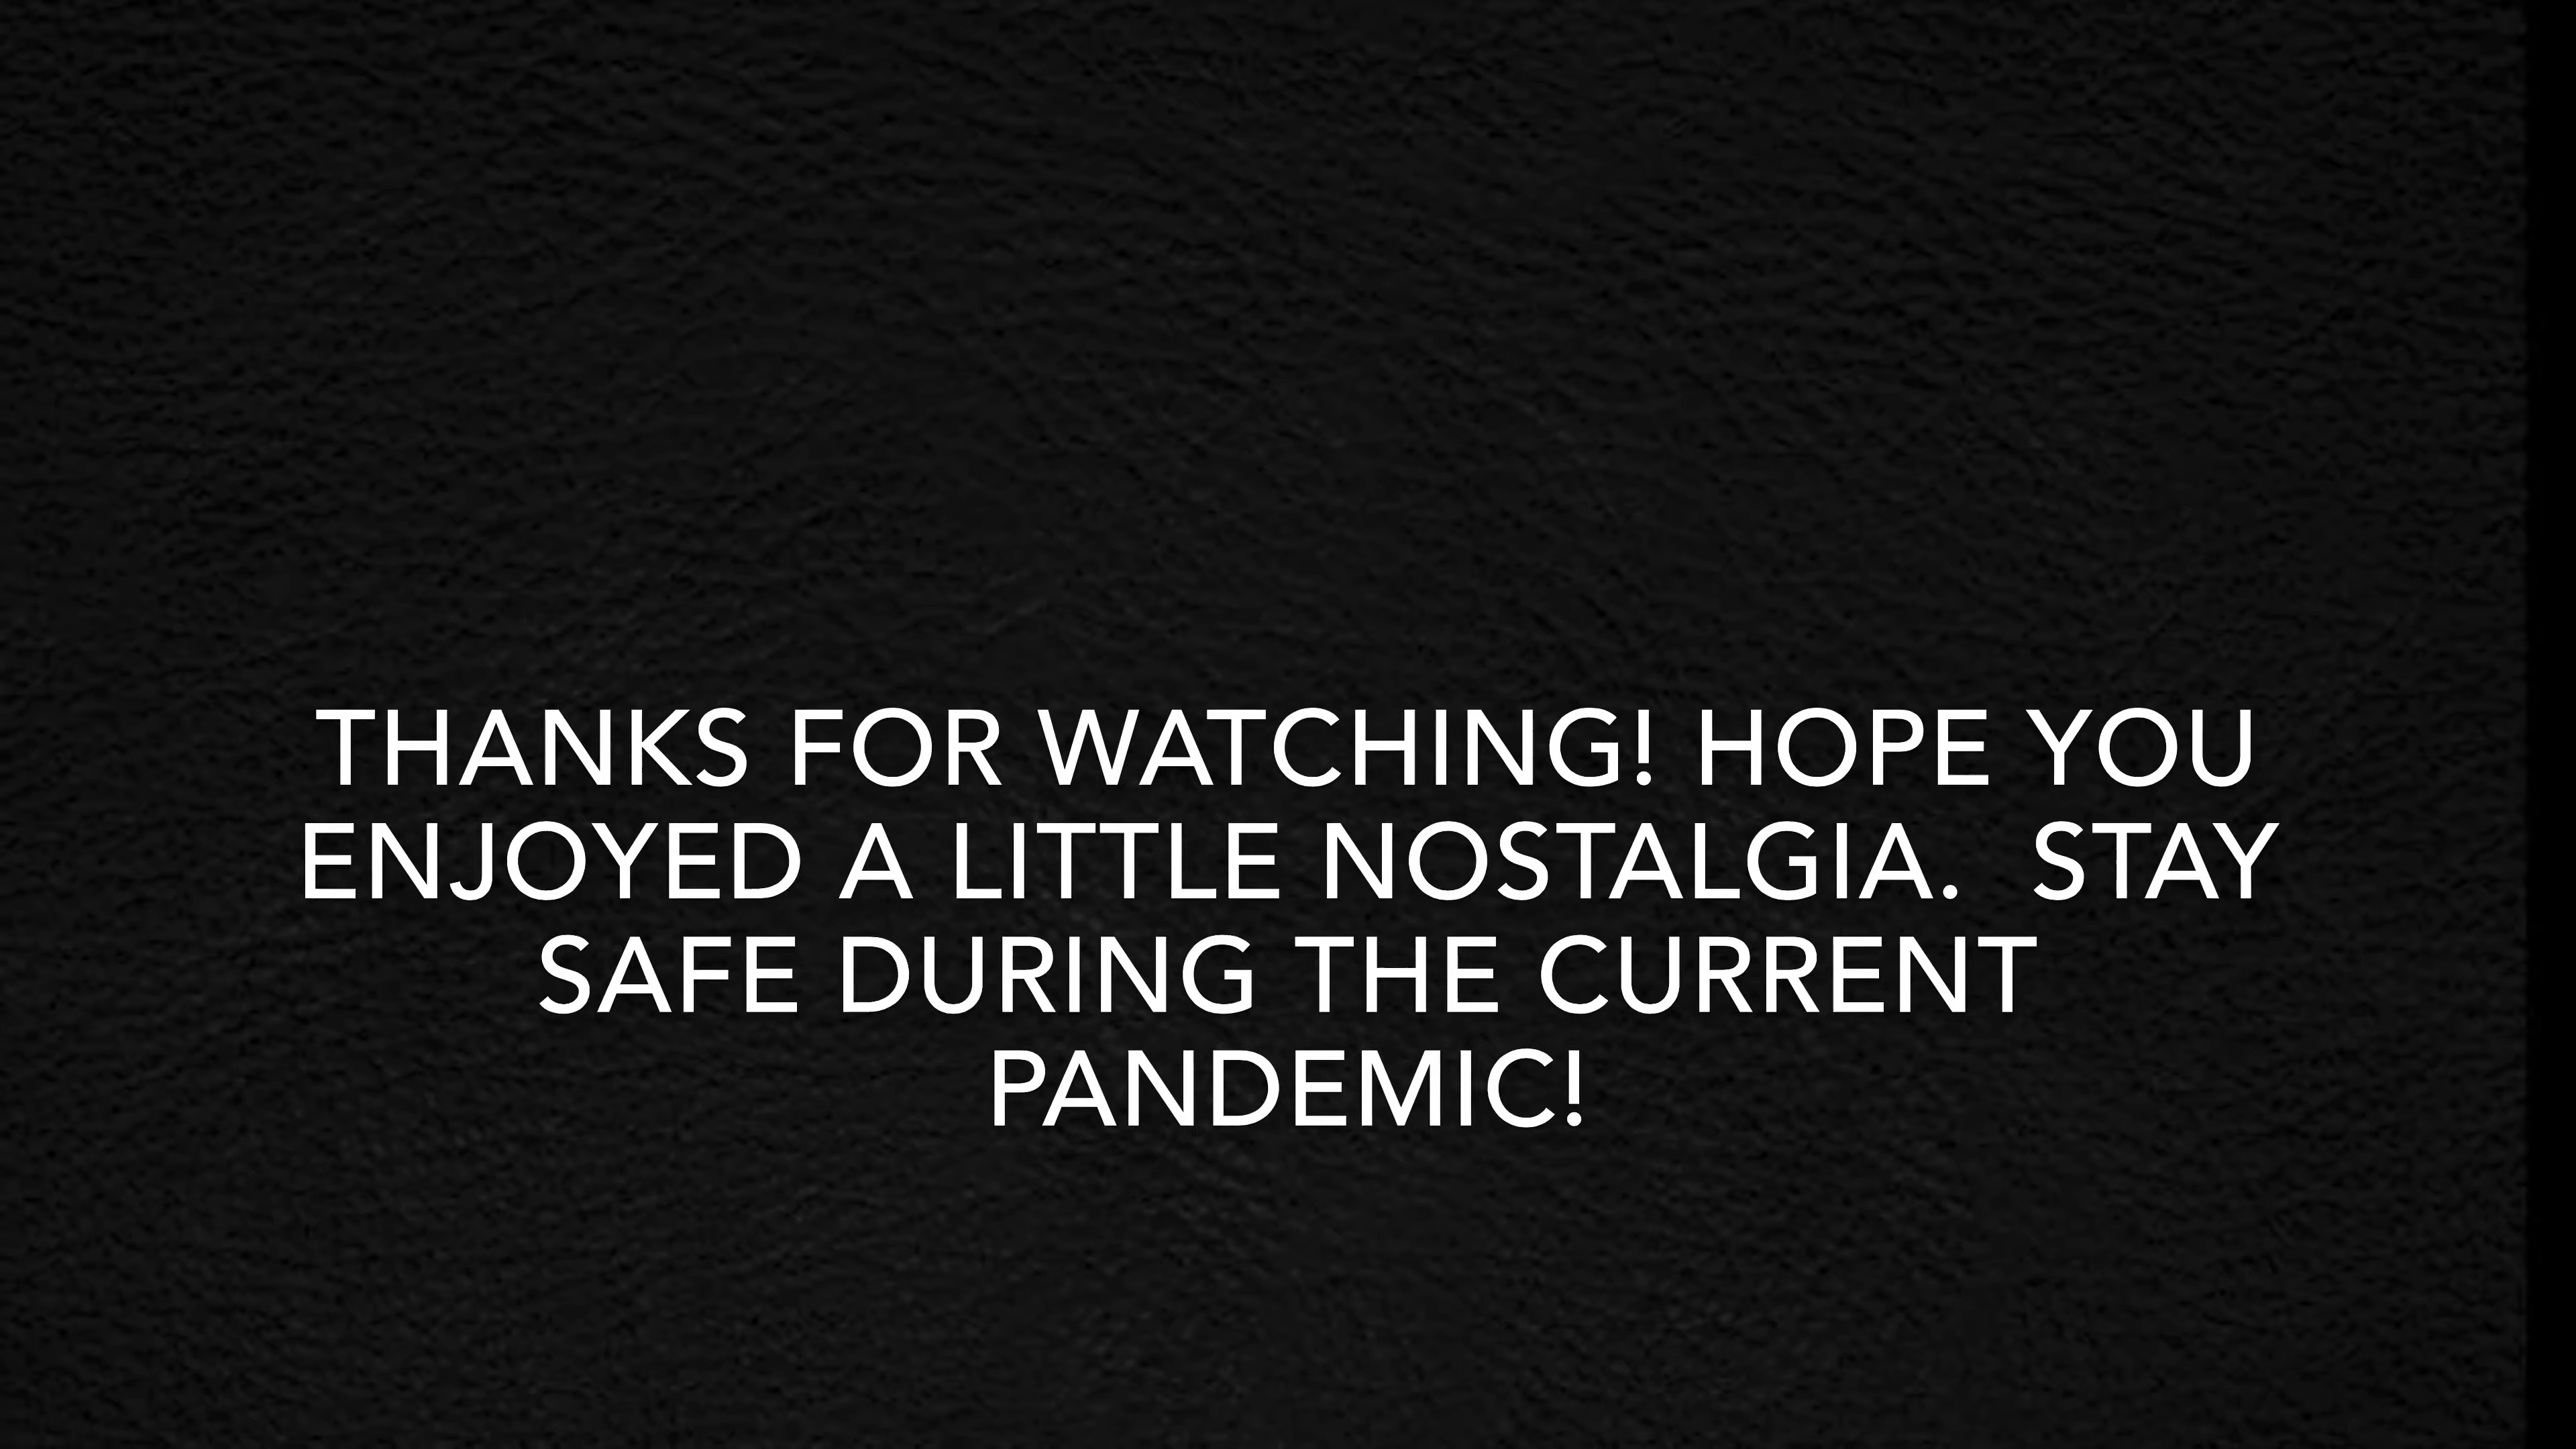 THANKS FOR WATCHING! HOPE YOU
ENJOYED A LITTLE NOSTALGIA.  STAY
SAFE DURING THE CURRENT
PANDEMIC!